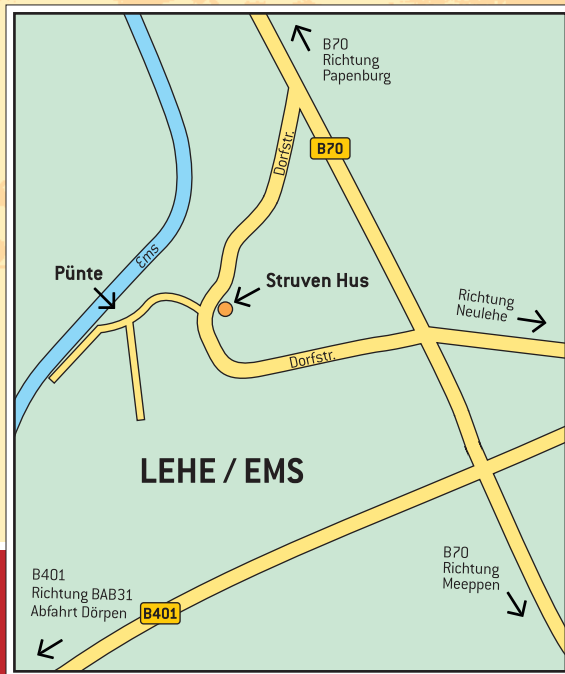 B70
Richtung
Papenburg
Dorfstr.
B70
Ems
Pünte
Struven Hus
Richtung
Neulehe
Dorfstr.
LEHE / EMS
B70
Richtung
Meeppen
B401
Richtung BAB31
Abfahrt Dörpen
B401